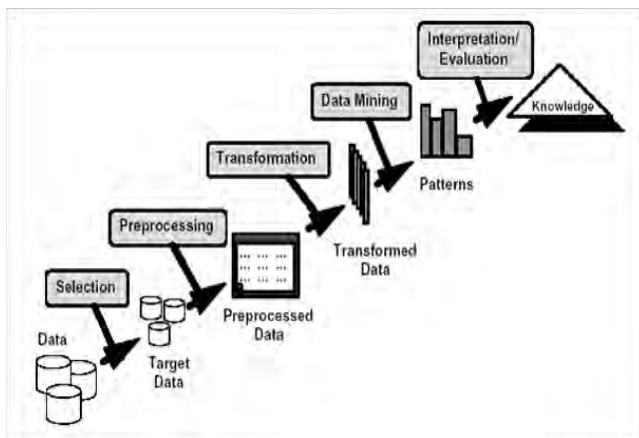 Interpretation/
Evaluation
Data Mining
Knowledge
Transformation
Patterns
Preprocessing
Transformed
Data
Selection
Preprocessed
Data
Data
Target
Data